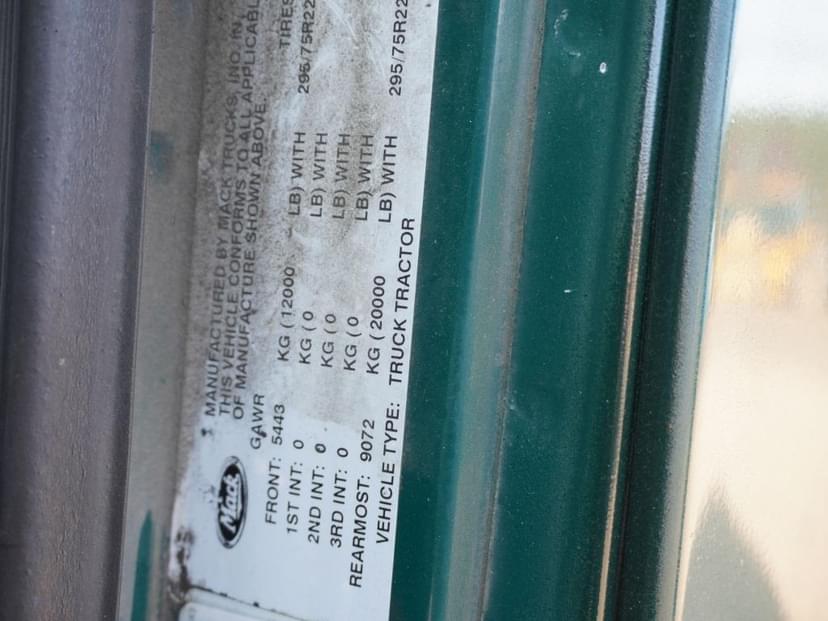 Mack
MANUFACTURED BY MACK TRUCKS, INC. IN
THIS VEHICLE CONFORMS TO ALL APPLICABL
OF MANUFACTURE SHOWN ABOVE.
GAWR TIRES
FRONT: 5443 KG (12000 LB) WITH 295/75R22
1ST INT: 0 KG (0 LB) WITH
2ND INT: 0 KG (0 LB) WITH
3RD INT: 0 KG (0 LB) WITH
REARMOST: 9072 KG (20000 LB) WITH 295/75R22
VEHICLE TYPE: TRUCK TRACTOR